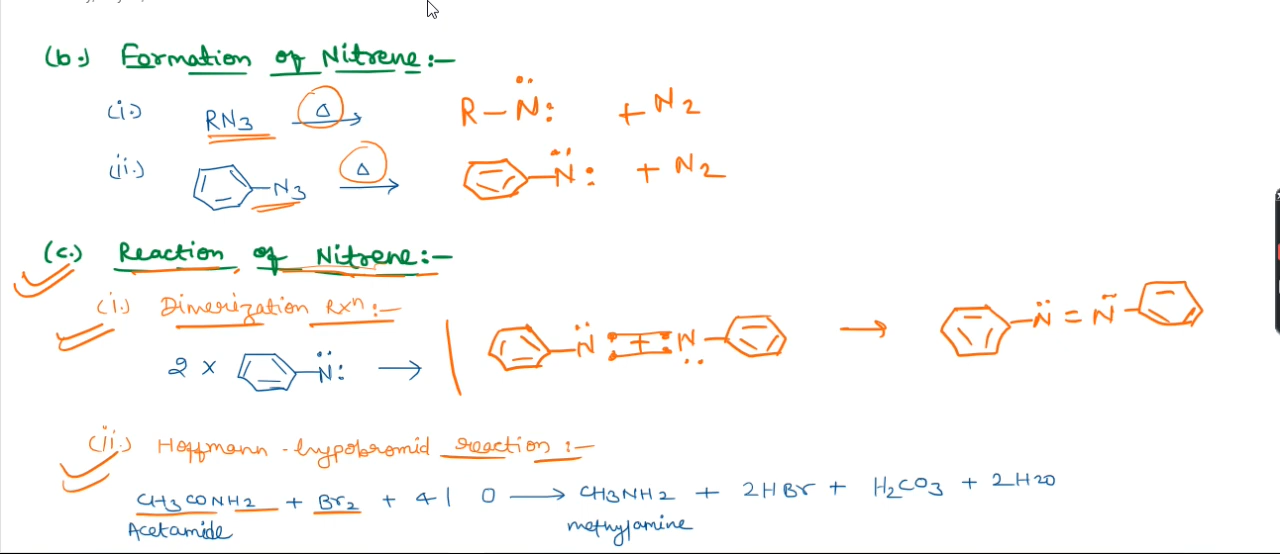 (b.) Formation of Nitrene :-
(i.) RN3 Δ R-N̈: + N2
(ii.) -N3 Δ -N̈: + N2
(c.) Reaction of Nitrene :-
(i.) Dimerization Rxn :-
2 x -N̈: → -N̈ : + : N- → -N̈ = N̈-
(ii.) Hoffmann - hypobromid reaction :-
CH3CONH2 + Br2 + 4 | O → CH3NH2 + 2HBr + H2CO3 + 2H2O
Acetamide methylamine